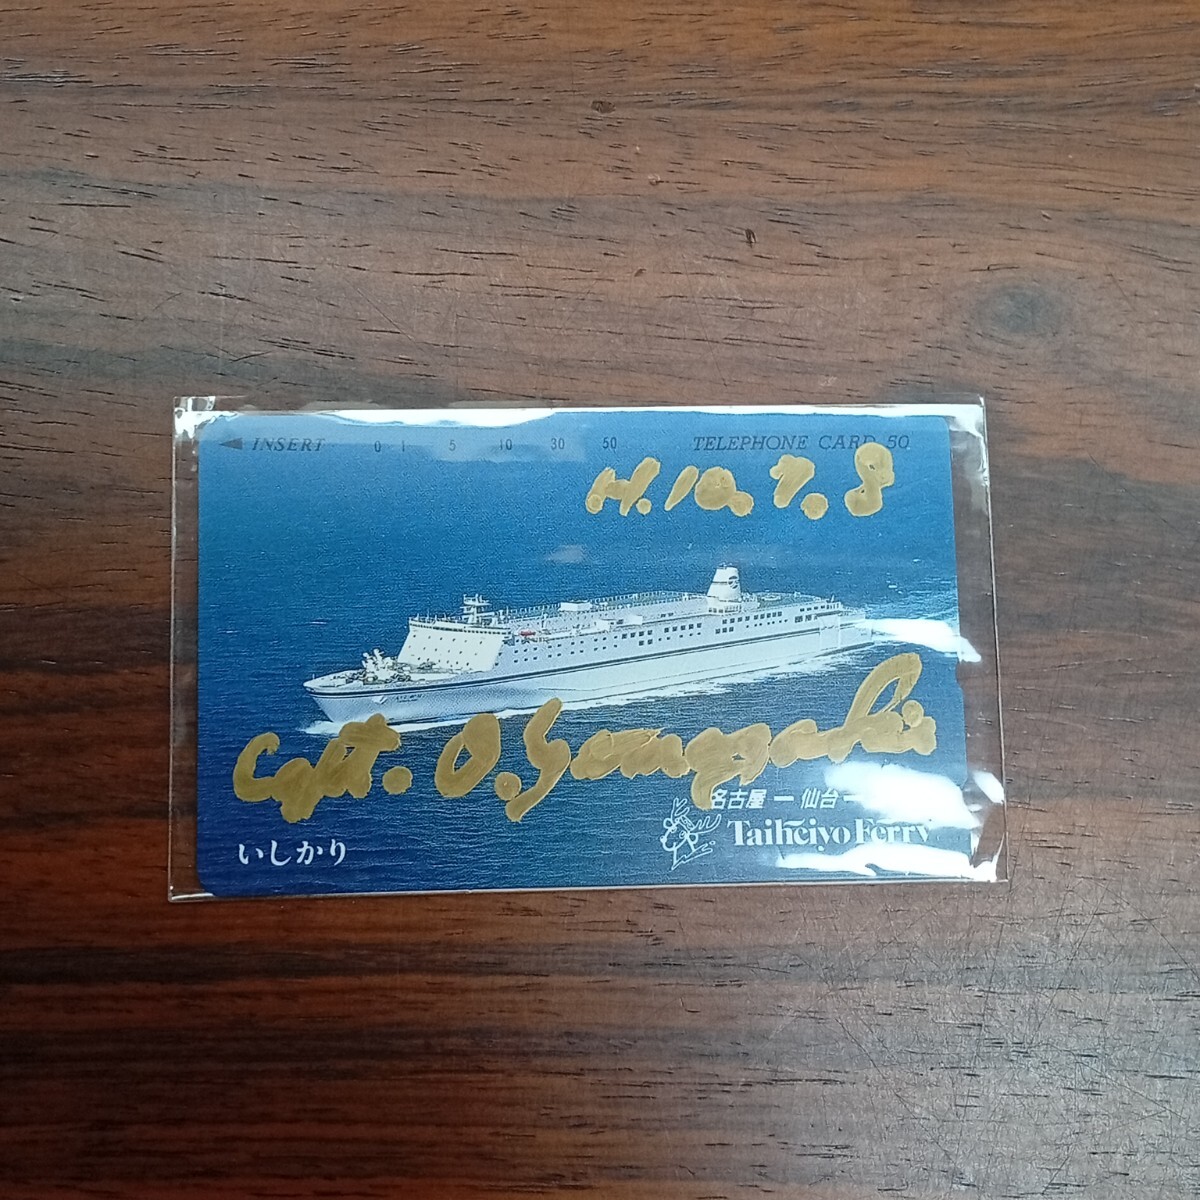 ◀ INSERT 0 1 5 10 30 50 TELEPHONE CARD 50
H.10.7.8
Capt. O.
名古屋 ー 仙台 ー
Taiheiyo Ferry
いしかり